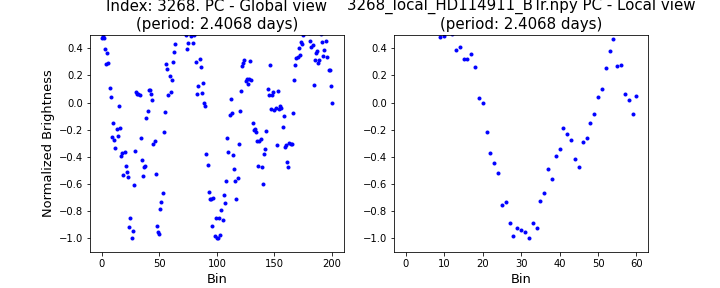 Index: 3268. PC - Global view
(period: 2.4068 days)
3268_local_HD114911_BTr.npy PC - Local view
(period: 2.4068 days)
Normalized Brightness
0.4
0.2
0.0
−0.2
−0.4
−0.6
−0.8
−1.0
0 50 100 150 200
Bin
0.4
0.2
0.0
−0.2
−0.4
−0.6
−0.8
−1.0
0 10 20 30 40 50 60
Bin